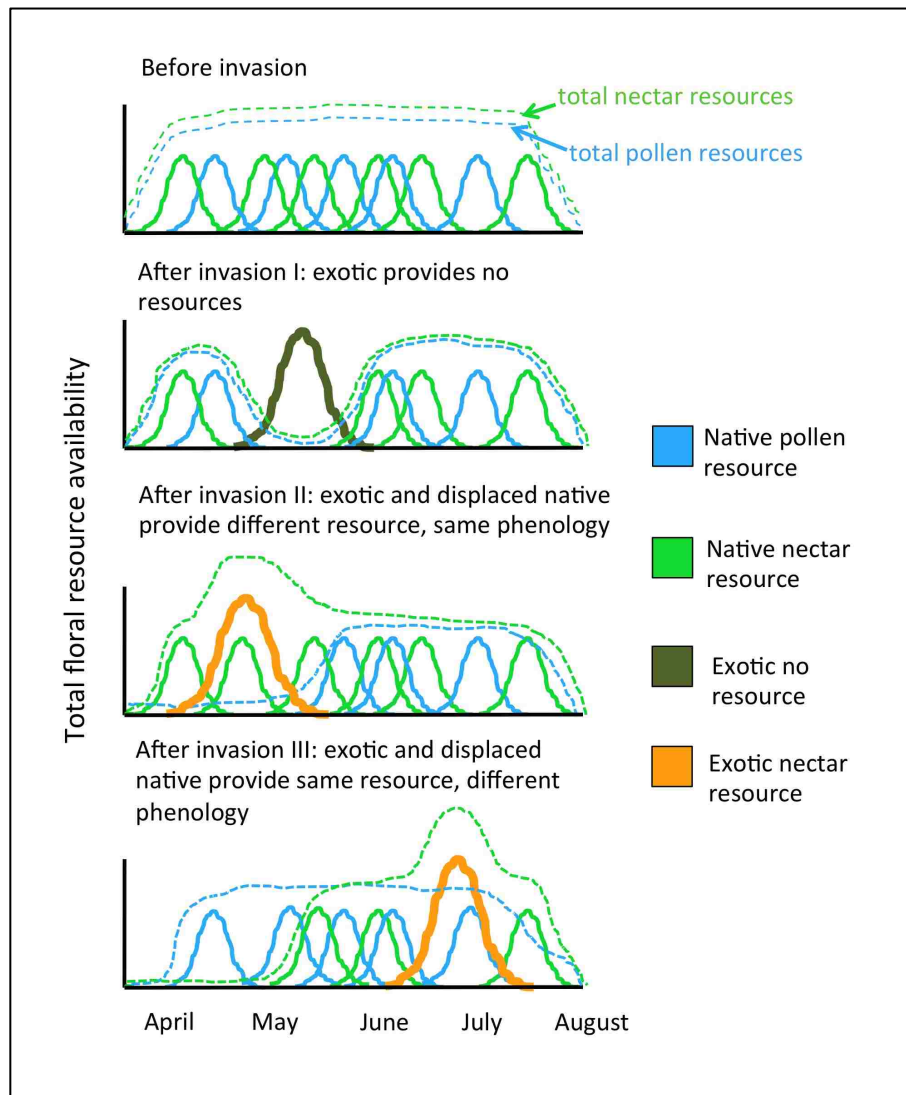 Before invasion
total nectar resources
total pollen resources
After invasion I: exotic provides no
resources
After invasion II: exotic and displaced native
provide different resource, same phenology
After invasion III: exotic and displaced
native provide same resource, different
phenology
Total floral resource availability
April May June July August
Native pollen
resource
Native nectar
resource
Exotic no
resource
Exotic nectar
resource